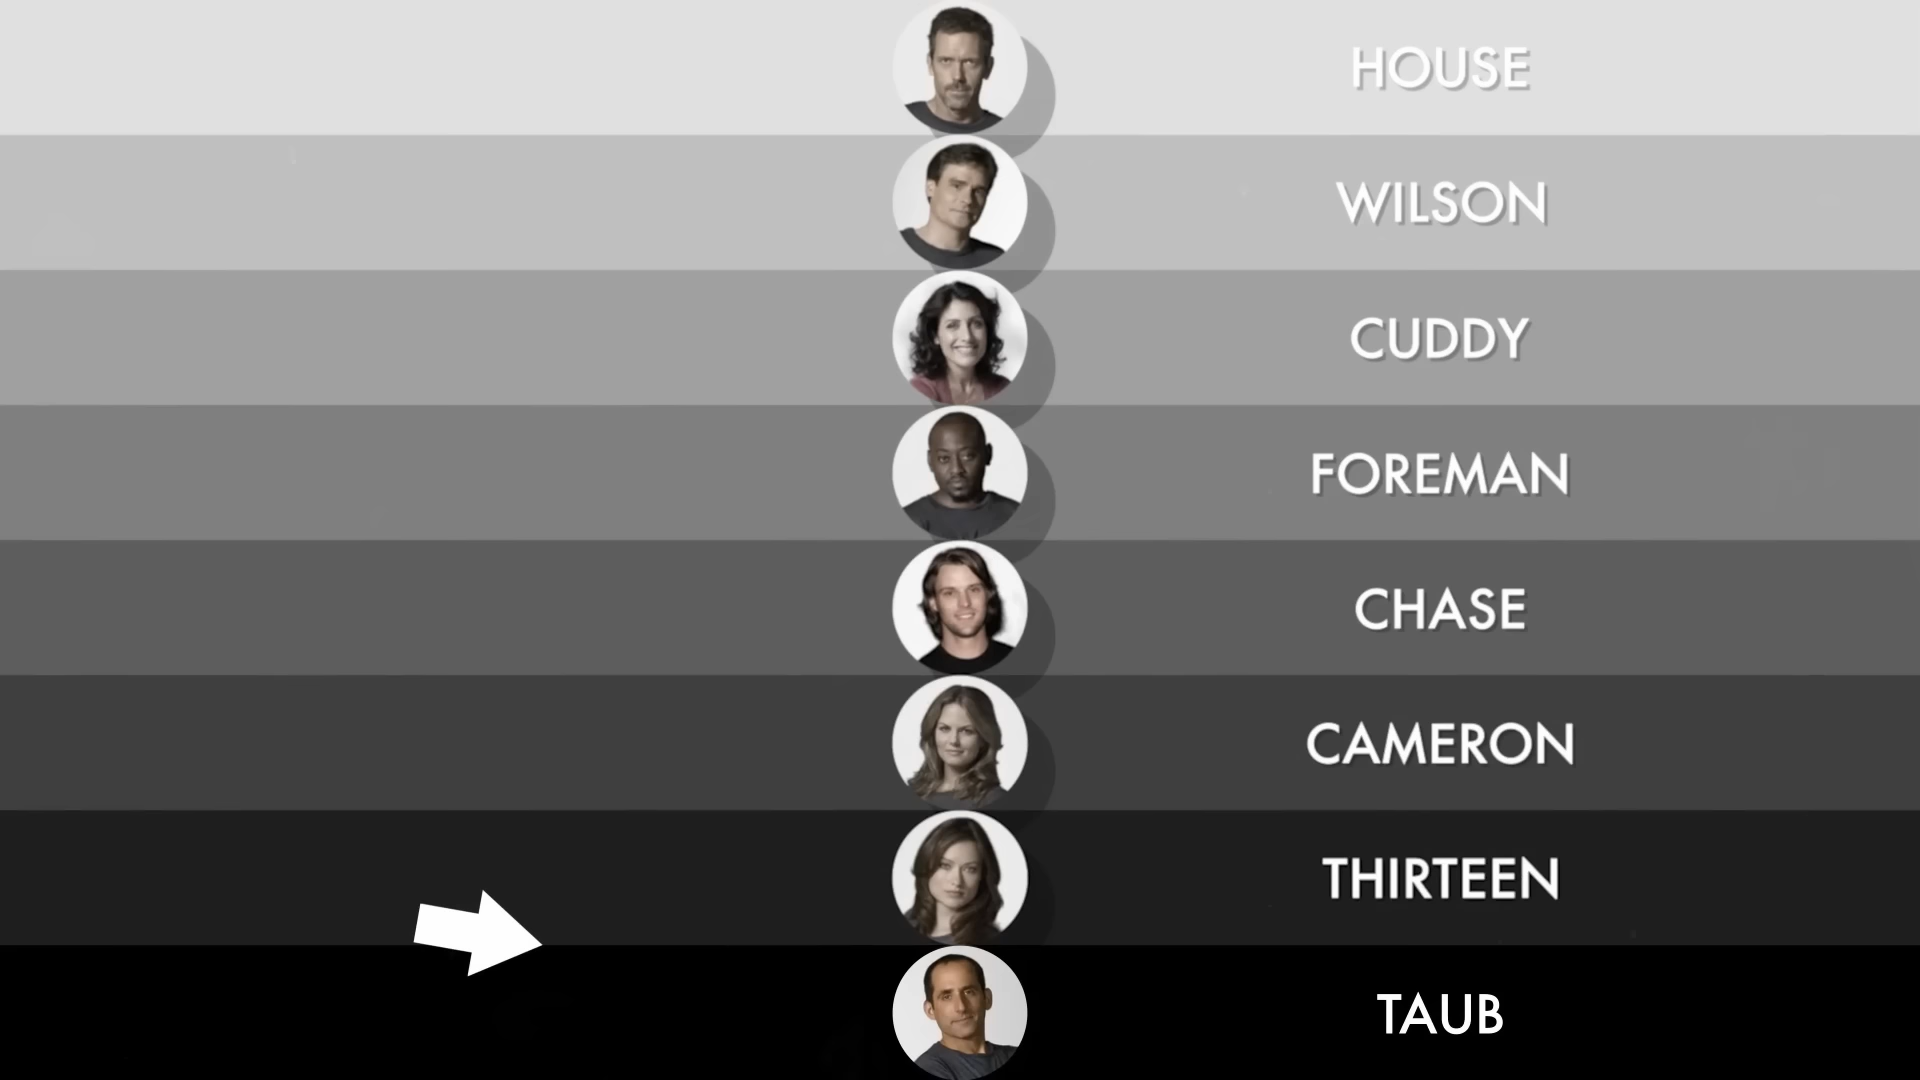 HOUSE
WILSON
CUDDY
FOREMAN
CHASE
CAMERON
THIRTEEN
TAUB